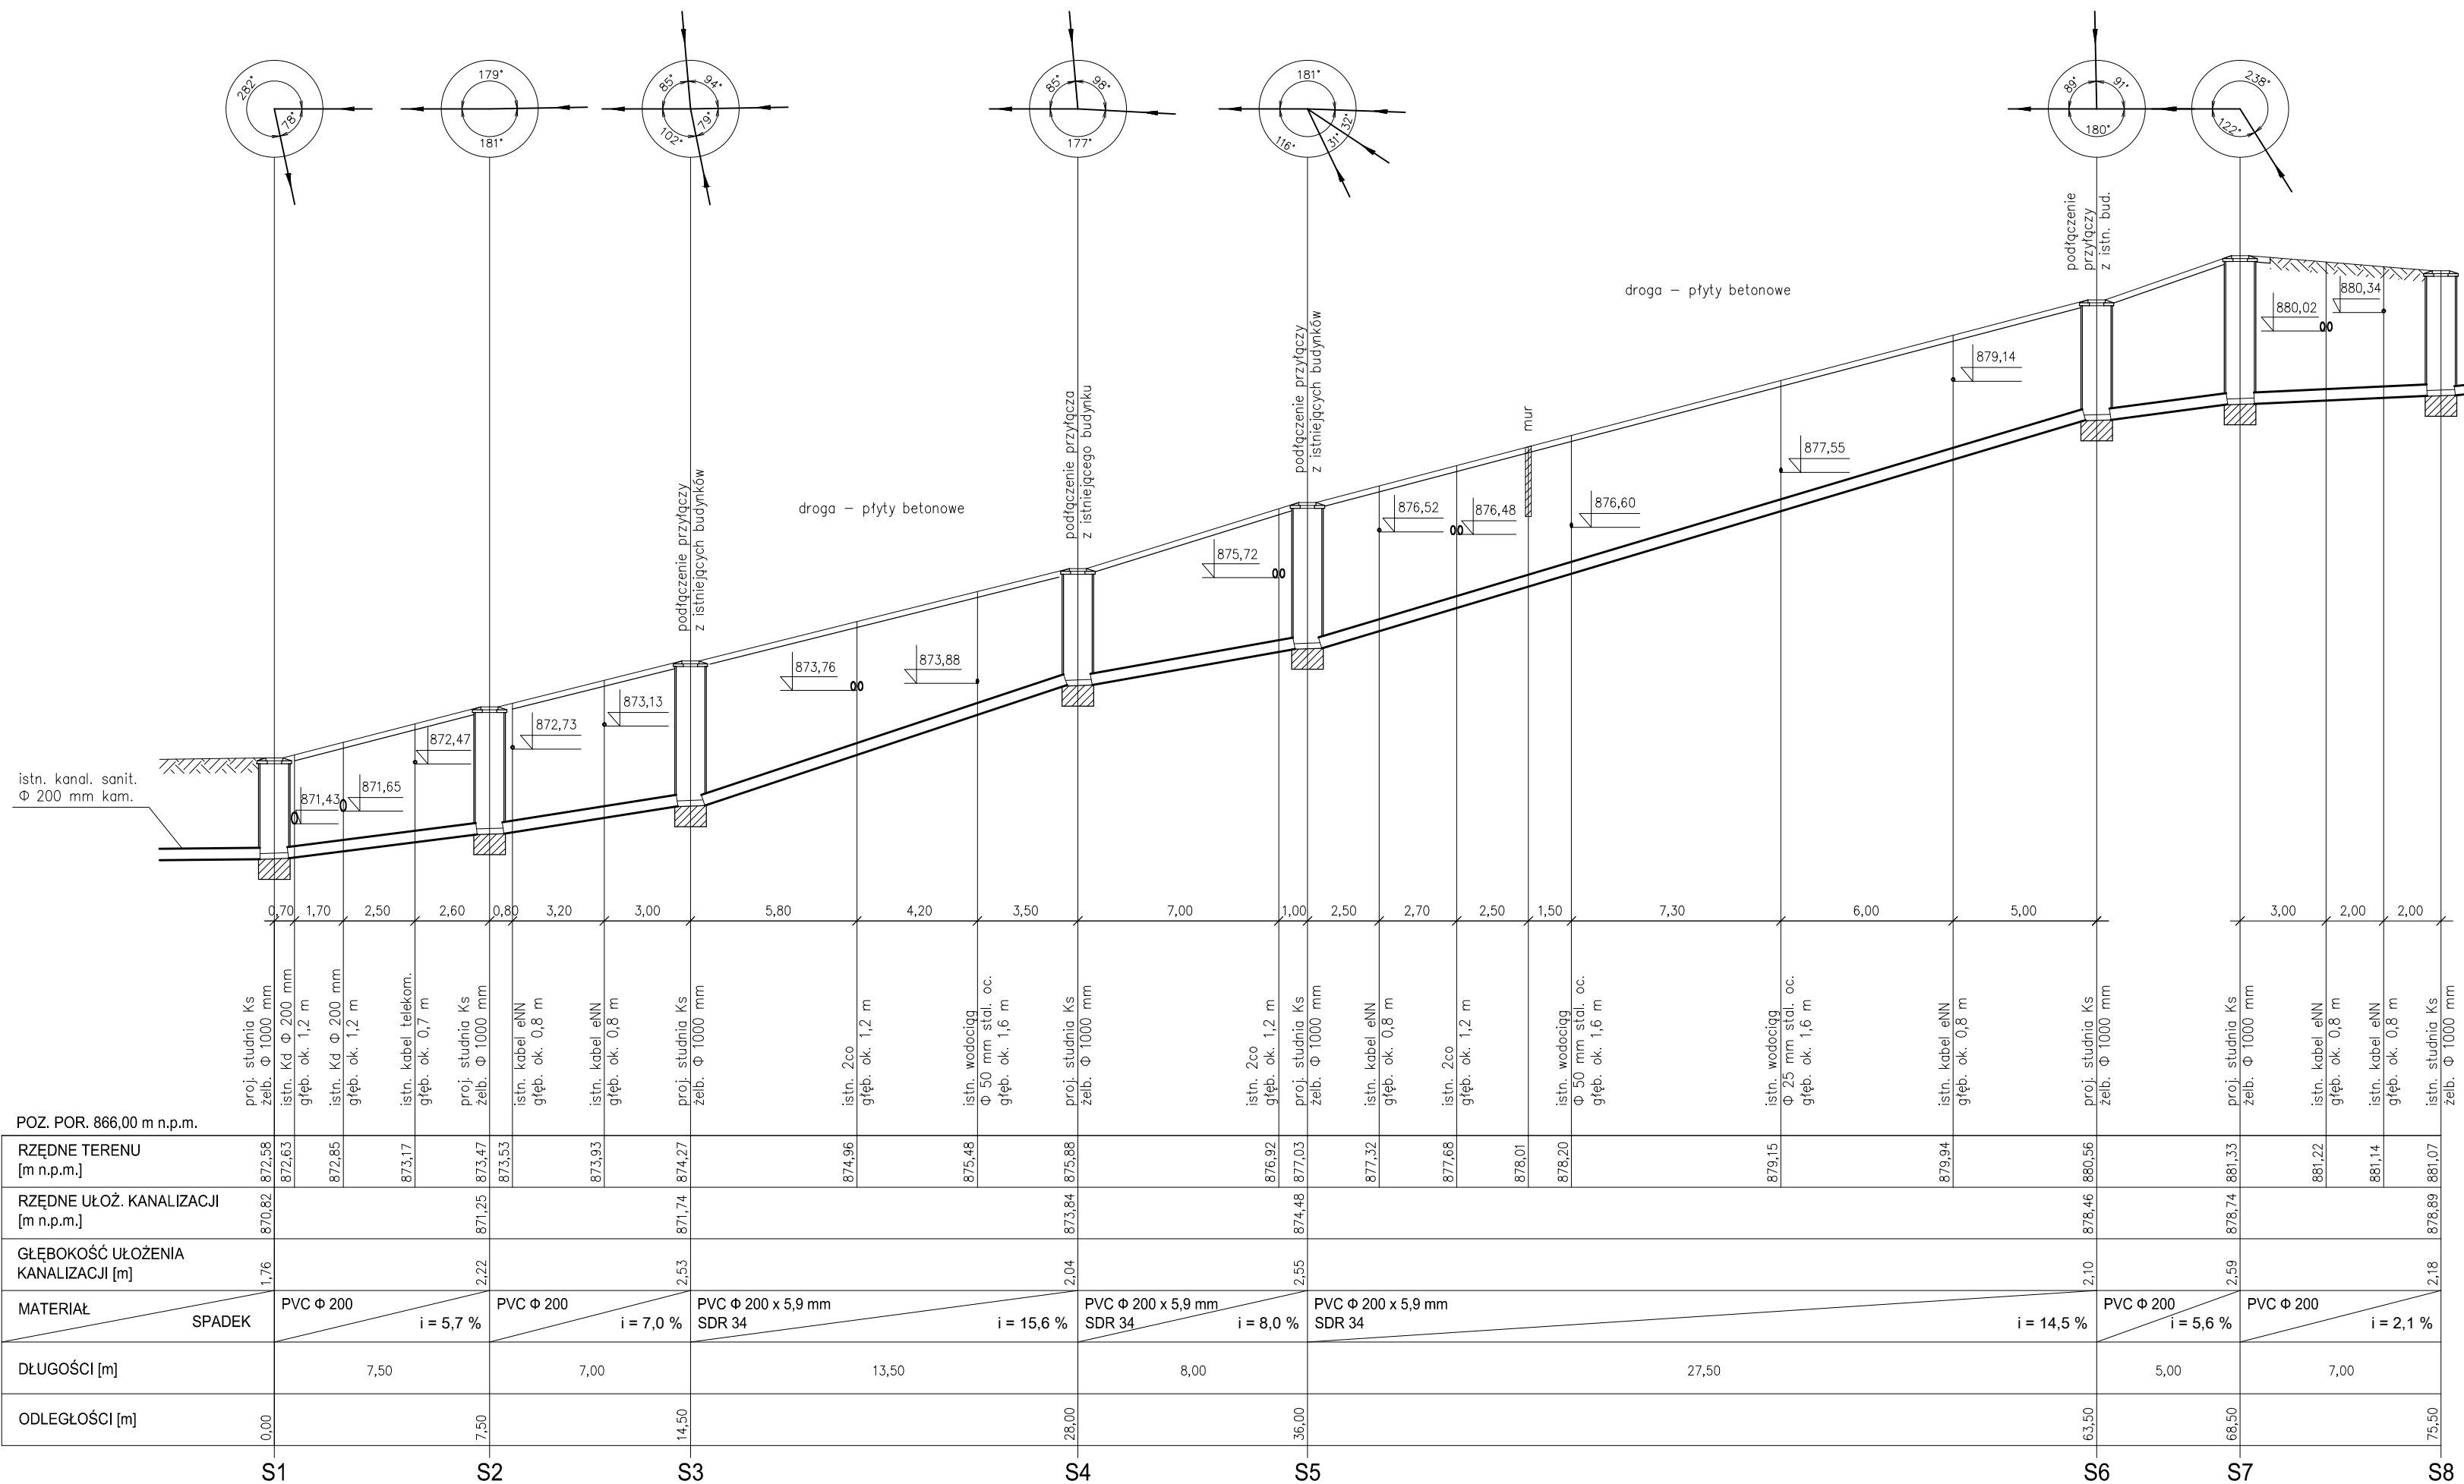 282°
78°
179°
181°
85°
94°
102°
79°
85°
98°
177°
181°
116°
31°
32°
89°
91°
180°
238°
122°
podłączenie
przyłączy
z istn. bud.
droga – płyty betonowe
880,02
880,34
879,14
podłączenie przyłączy
z istniejących budynków
mur
877,55
podłączenie przyłącza
z istniejącego budynku
876,52
876,48
876,60
droga – płyty betonowe
podłączenie przyłączy
z istniejących budynków
875,72
873,76
873,88
873,13
872,73
872,47
istn. kanal. sanit.
Φ 200 mm kam.
871,43
871,65
0,70
1,70
2,50
2,60
0,80
3,20
3,00
5,80
4,20
3,50
7,00
1,00
2,50
2,70
2,50
1,50
7,30
6,00
5,00
3,00
2,00
2,00
proj. studnia Ks
żelb. Φ 1000 mm
istn. Kd Φ 200 mm
głęb. ok. 1,2 m
istn. Kd Φ 200 mm
głęb. ok. 1,2 m
istn. kabel telekom.
głęb. ok. 0,7 m
proj. studnia Ks
żelb. Φ 1000 mm
istn. kabel eNN
głęb. ok. 0,8 m
istn. kabel eNN
głęb. ok. 0,8 m
proj. studnia Ks
żelb. Φ 1000 mm
istn. 2co
głęb. ok. 1,2 m
istn. wodociąg
Φ 50 mm stal. oc.
głęb. ok. 1,6 m
proj. studnia Ks
żelb. Φ 1000 mm
istn. 2co
głęb. ok. 1,2 m
proj. studnia Ks
żelb. Φ 1000 mm
istn. kabel eNN
głęb. ok. 0,8 m
istn. 2co
głęb. ok. 1,2 m
istn. wodociąg
Φ 50 mm stal. oc.
głęb. ok. 1,6 m
istn. wodociąg
Φ 25 mm stal. oc.
głęb. ok. 1,6 m
istn. kabel eNN
głęb. ok. 0,8 m
proj. studnia Ks
żelb. Φ 1000 mm
proj. studnia Ks
żelb. Φ 1000 mm
istn. kabel eNN
głęb. ok. 0,8 m
istn. kabel eNN
głęb. ok. 0,8 m
istn. studnia Ks
żelb. Φ 1000 mm
POZ. POR. 866,00 m n.p.m.
RZĘDNE TERENU
[m n.p.m.]
872,58
872,63
872,85
873,17
873,47
873,53
873,93
874,27
874,96
875,48
875,88
876,92
877,03
877,32
877,68
878,01
878,20
879,15
879,94
880,56
881,33
881,22
881,14
881,07
RZĘDNE UŁOŻ. KANALIZACJI
[m n.p.m.]
870,82
871,25
871,74
873,84
874,48
878,46
878,74
878,89
GŁĘBOKOŚĆ UŁOŻENIA
KANALIZACJI [m]
1,76
2,22
2,53
2,04
2,55
2,10
2,59
2,18
MATERIAŁ
SPADEK
PVC Φ 200
i = 5,7 %
PVC Φ 200
i = 7,0 %
PVC Φ 200 x 5,9 mm
SDR 34
i = 15,6 %
PVC Φ 200 x 5,9 mm
SDR 34
i = 8,0 %
PVC Φ 200 x 5,9 mm
SDR 34
i = 14,5 %
PVC Φ 200
i = 5,6 %
PVC Φ 200
i = 2,1 %
DŁUGOŚCI [m]
7,50
7,00
13,50
8,00
27,50
5,00
7,00
ODLEGŁOŚCI [m]
0,00
7,50
14,50
28,00
36,00
63,50
68,50
75,50
S1
S2
S3
S4
S5
S6
S7
S8